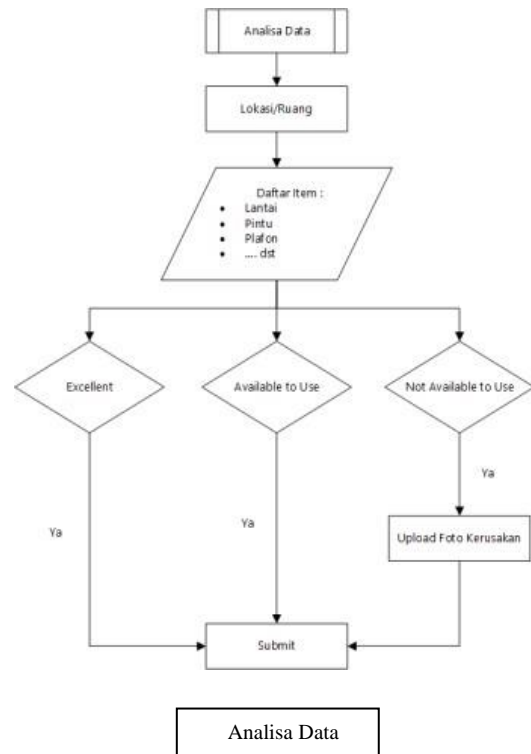 Analisa Data
Lokasi/Ruang
Daftar Item :
• Lantai
• Pintu
• Plafon
• .... dst
Excellent
Available to Use
Not Available to Use
Ya
Ya
Ya
Upload Foto Kerusakan
Submit
Analisa Data